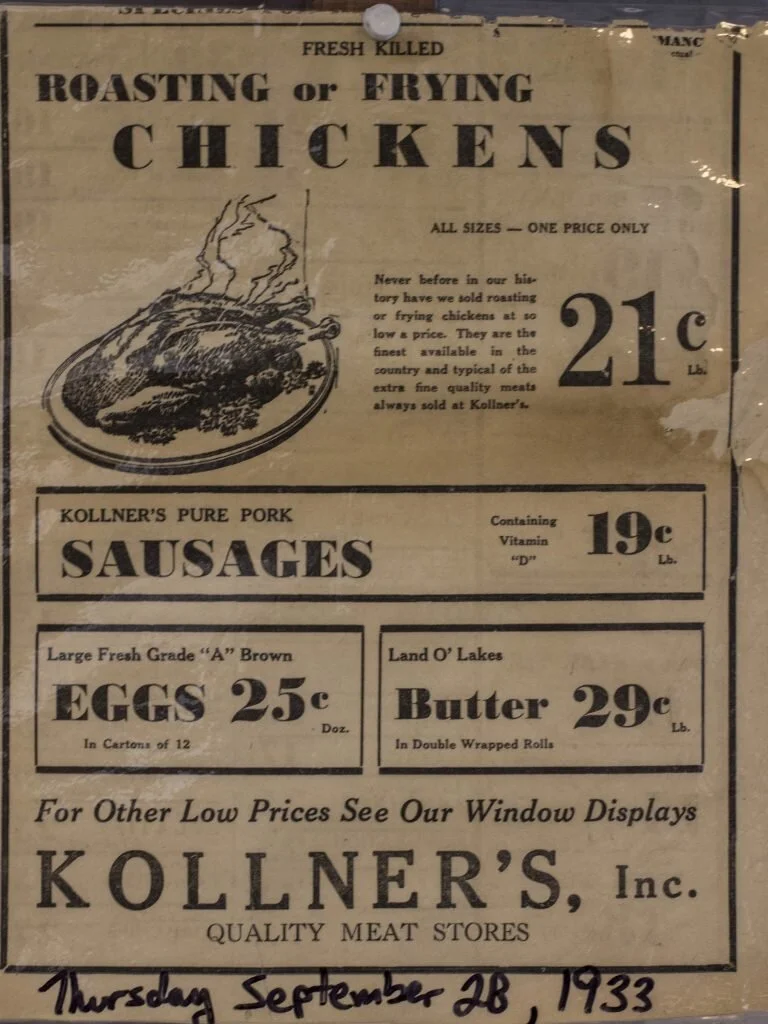 FRESH KILLED
ROASTING or FRYING
CHICKENS
ALL SIZES — ONE PRICE ONLY
Never before in our his-
tory have we sold roasting
or frying chickens at so
low a price. They are the
finest available in the
country and typical of the
extra fine quality meats
always sold at Kollner's.
21c
Lb.
KOLLNER'S PURE PORK
SAUSAGES
Containing
Vitamin
"D"
19c
Lb.
Large Fresh Grade "A" Brown
EGGS 25c
Doz.
In Cartons of 12
Land O' Lakes
Butter 29c
Lb.
In Double Wrapped Rolls
For Other Low Prices See Our Window Displays
KOLLNER'S, Inc.
QUALITY MEAT STORES
Thursday September 28, 1933